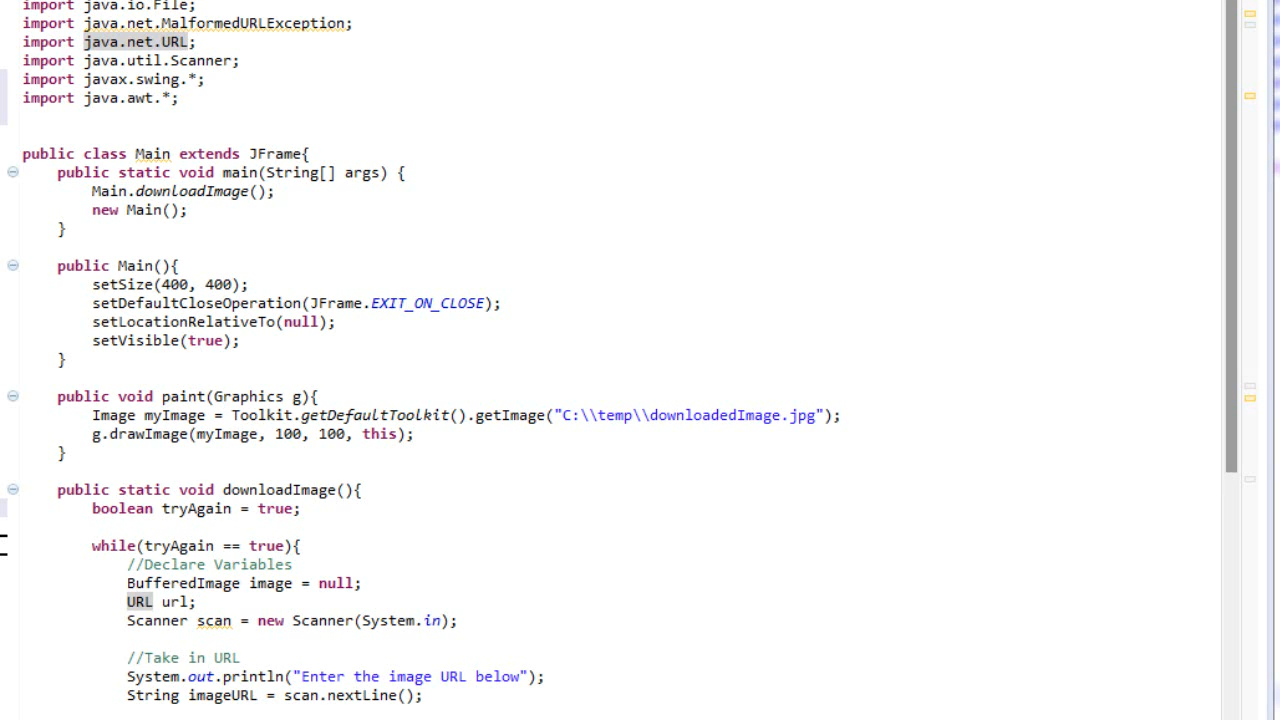 import java.io.File;
import java.net.MalformedURLException;
import java.net.URL;
import java.util.Scanner;
import javax.swing.*;
import java.awt.*;
public class Main extends JFrame{
public static void main(String[] args) {
Main.downloadImage();
new Main();
}
public Main(){
setSize(400, 400);
setDefaultCloseOperation(JFrame.EXIT_ON_CLOSE);
setLocationRelativeTo(null);
setVisible(true);
}
public void paint(Graphics g){
Image myImage = Toolkit.getDefaultToolkit().getImage("C:\\temp\\downloadedImage.jpg");
g.drawImage(myImage, 100, 100, this);
}
public static void downloadImage(){
boolean tryAgain = true;
while(tryAgain == true){
//Declare Variables
BufferedImage image = null;
URL url;
Scanner scan = new Scanner(System.in);
//Take in URL
System.out.println("Enter the image URL below");
String imageURL = scan.nextLine();